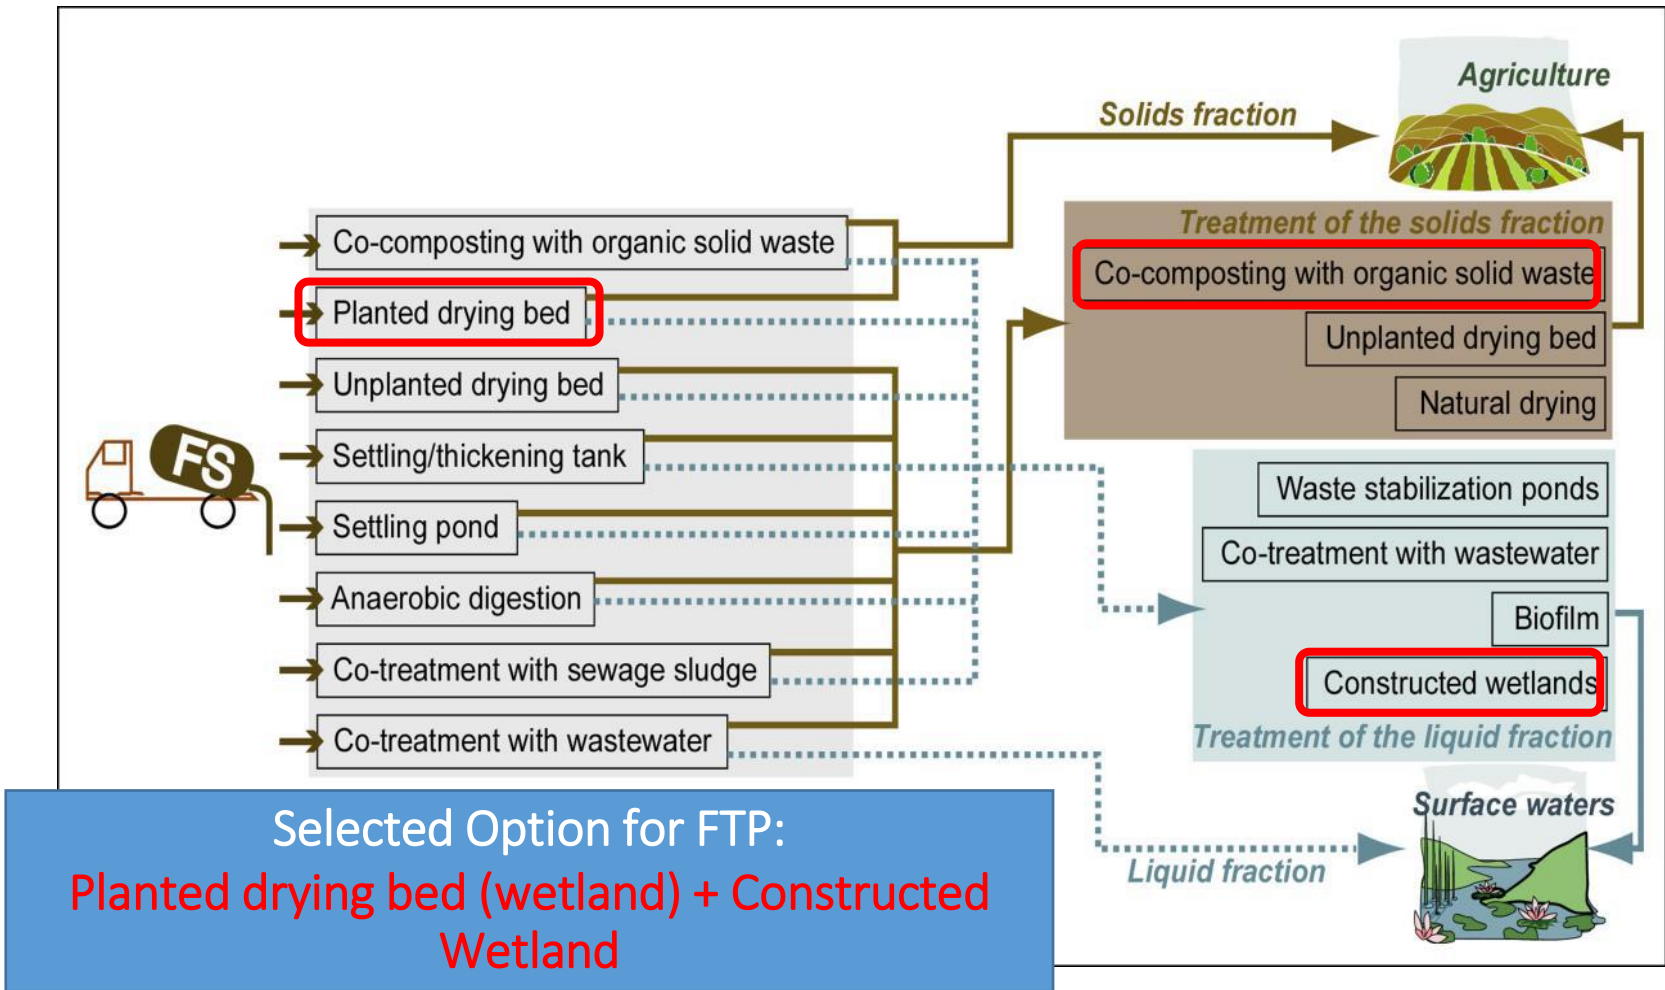 Agriculture
Solids fraction
Treatment of the solids fraction
Co-composting with organic solid waste
Co-composting with organic solid waste
Planted drying bed
Unplanted drying bed
Unplanted drying bed
Natural drying
FS
Settling/thickening tank
Waste stabilization ponds
Settling pond
Co-treatment with wastewater
Anaerobic digestion
Biofilm
Co-treatment with sewage sludge
Constructed wetlands
Co-treatment with wastewater
Treatment of the liquid fraction
Surface waters
Liquid fraction
Selected Option for FTP:
Planted drying bed (wetland) + Constructed
Wetland